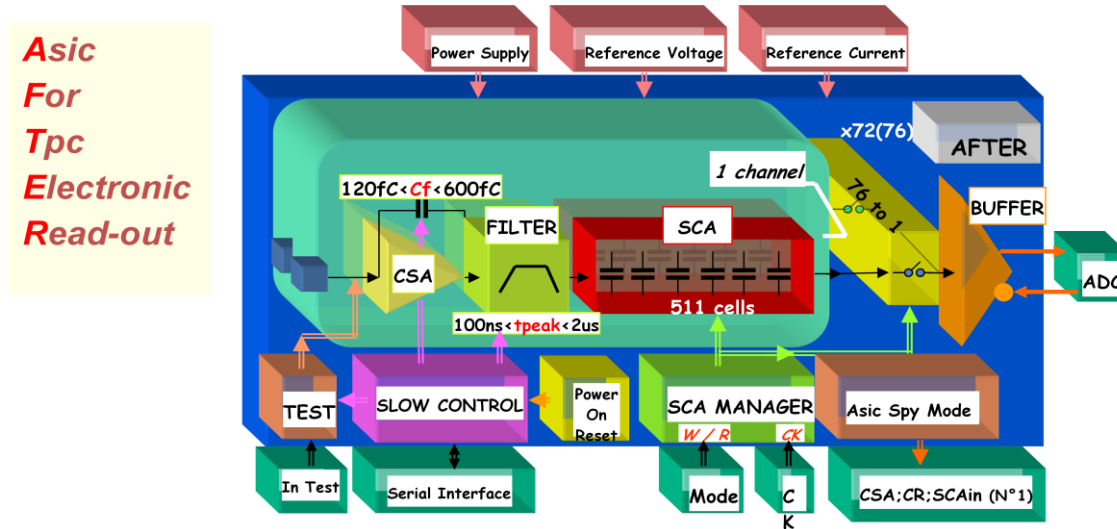 Asic
For
Tpc
Electronic
Read-out
Power Supply
Reference Voltage
Reference Current
x72(76)
AFTER
1 channel
120fC<Cf<600fC
76 to 1
BUFFER
FILTER
SCA
CSA
ADC
511 cells
100ns<tpeak<2us
TEST
SLOW CONTROL
Power
On
Reset
SCA MANAGER
W / R
CK
Asic Spy Mode
In Test
Serial Interface
Mode
C
K
CSA;CR;SCAin (N°1)